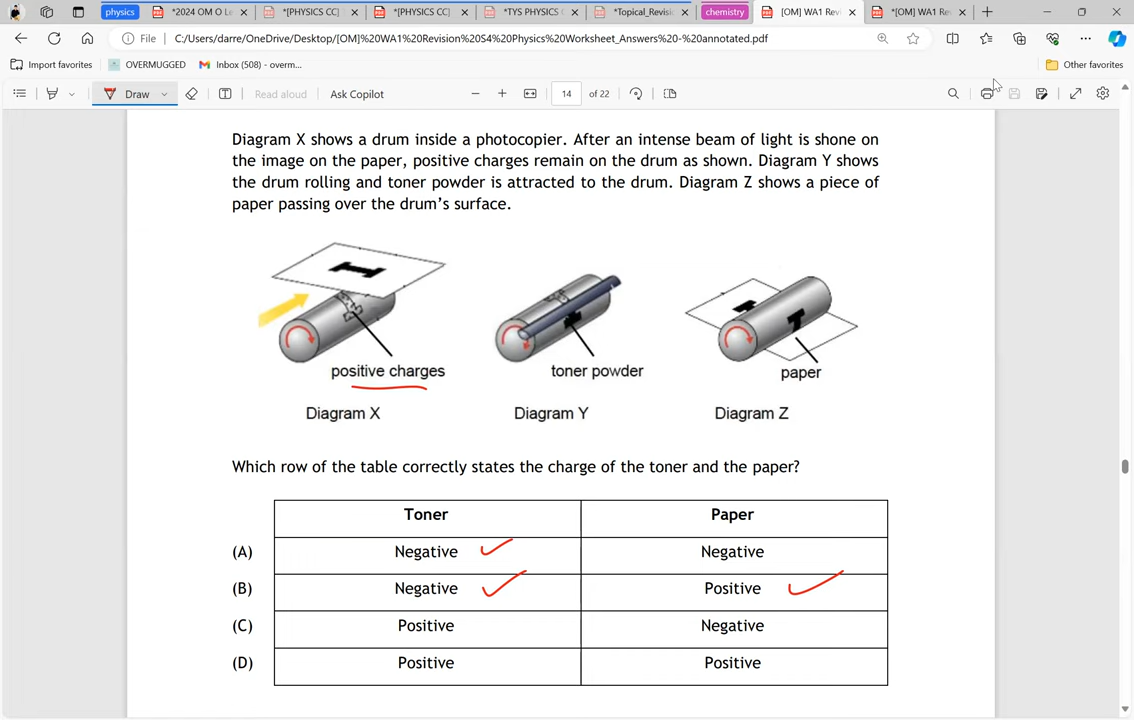 physics
*2024 OM O Le
*[PHYSICS CC]
*[PHYSICS CC]
*TYS PHYSICS (
*Topical_Revisi
chemistry
[OM] WA1 Revi
*[OM] WA1 Rev
File
C:/Users/darre/OneDrive/Desktop/[OM]%20WA1%20Revision%20S4%20Physics%20Worksheet_Answers%20-%20annotated.pdf
Import favorites
OVERMUGGED
Inbox (508) - overm...
Other favorites
Draw
Read aloud
Ask Copilot
14
of 22
Diagram X shows a drum inside a photocopier. After an intense beam of light is shone on
the image on the paper, positive charges remain on the drum as shown. Diagram Y shows
the drum rolling and toner powder is attracted to the drum. Diagram Z shows a piece of
paper passing over the drum's surface.
positive charges
toner powder
paper
Diagram X
Diagram Y
Diagram Z
Which row of the table correctly states the charge of the toner and the paper?
Toner Paper
(A) Negative Negative
(B) Negative Positive
(C) Positive Negative
(D) Positive Positive